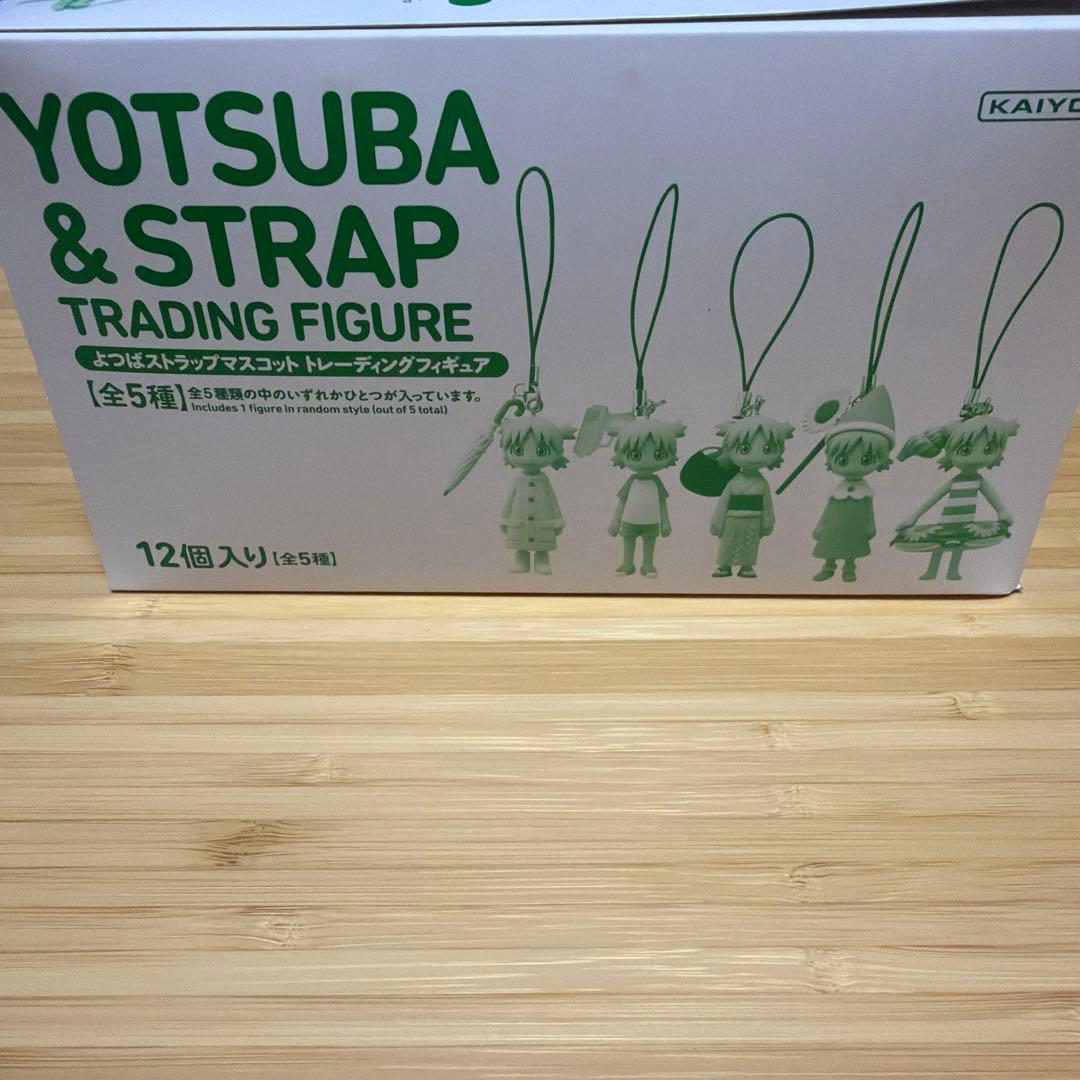 YOTSUBA
& STRAP
TRADING FIGURE
よつばストラップマスコット トレーディングフィギュア
【全5種】全5種類の中のいずれかひとつが入っています。
Includes 1 figure in random style (out of 5 total)
12個入り【全5種】